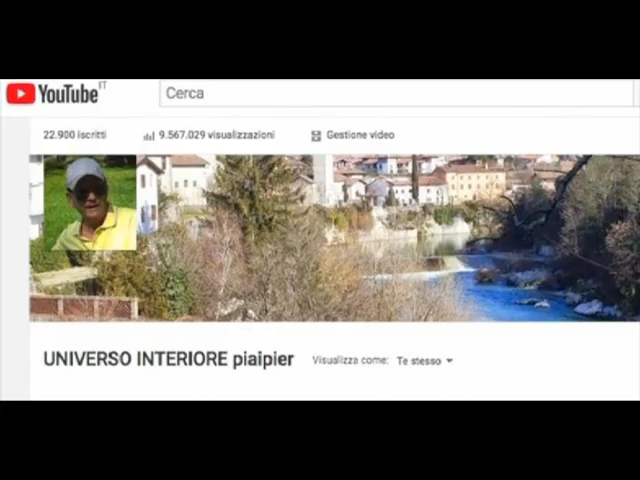 YouTube IT
Cerca
22.900 iscritti 9.567.029 visualizzazioni Gestione video
UNIVERSO INTERIORE piaipier Visualizza come: Te stesso